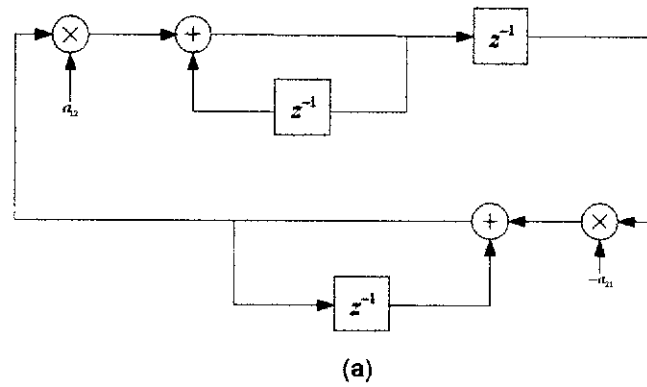 × + z⁻¹
a₁₂
z⁻¹
+ ×
z⁻¹
−a₂₁
(a)